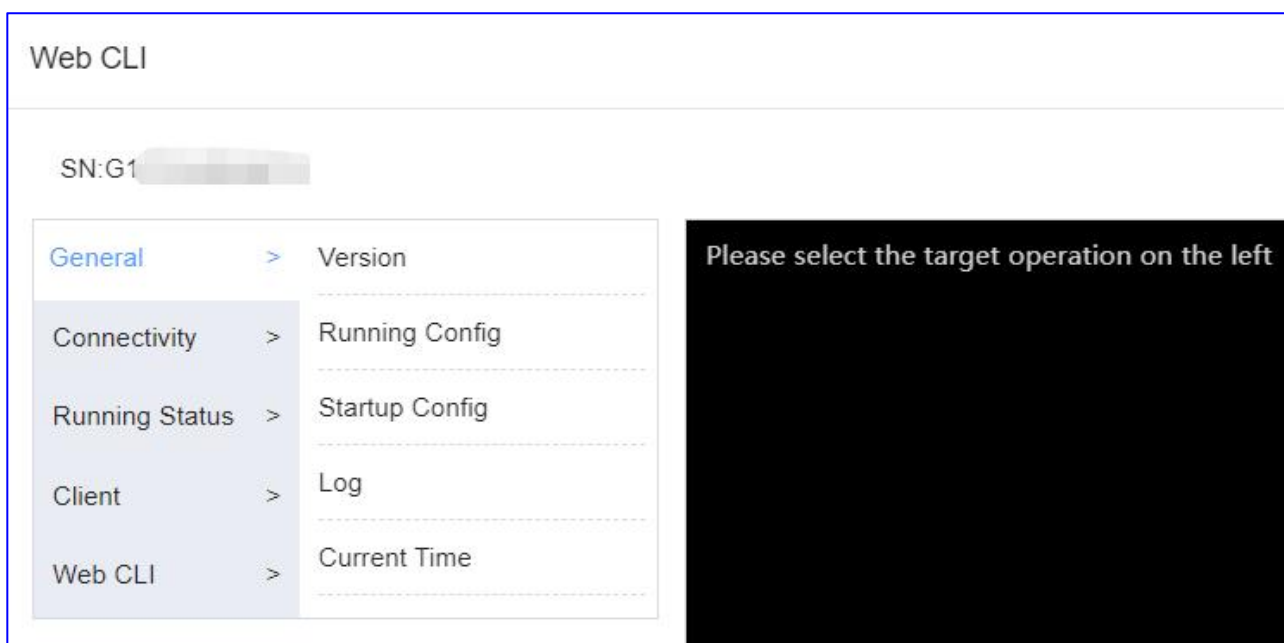 Web CLI
SN:G1
General > Version
Connectivity > Running Config
Running Status > Startup Config
Client > Log
Web CLI > Current Time
Please select the target operation on the left